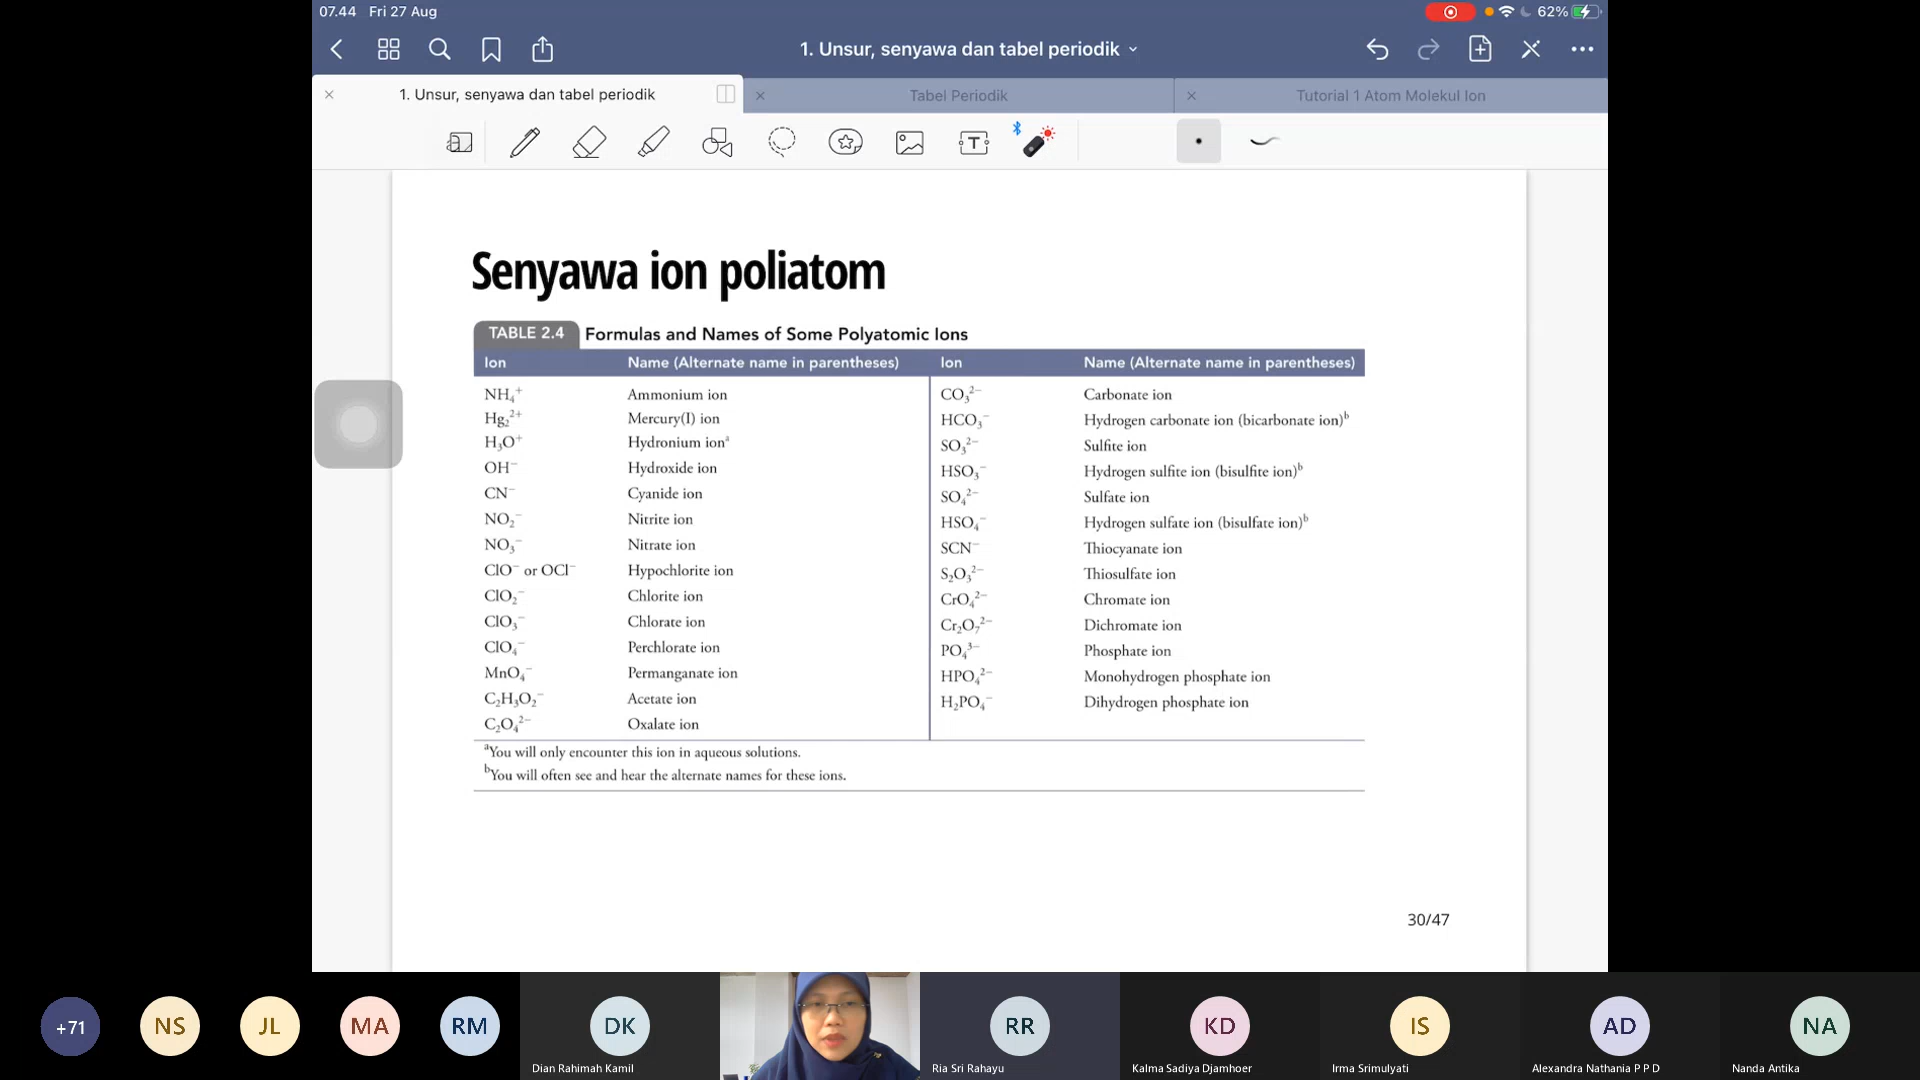 07.44 Fri 27 Aug
62%
1. Unsur, senyawa dan tabel periodik
1. Unsur, senyawa dan tabel periodik
Tabel Periodik
Tutorial 1 Atom Molekul Ion
Senyawa ion poliatom
TABLE 2.4 Formulas and Names of Some Polyatomic Ions
Ion Name (Alternate name in parentheses) Ion Name (Alternate name in parentheses)
NH₄⁺ Ammonium ion
Hg₂²⁺ Mercury(I) ion
H₃O⁺ Hydronium ionᵃ
OH⁻ Hydroxide ion
CN⁻ Cyanide ion
NO₂⁻ Nitrite ion
NO₃⁻ Nitrate ion
ClO⁻ or OCl⁻ Hypochlorite ion
ClO₂⁻ Chlorite ion
ClO₃⁻ Chlorate ion
ClO₄⁻ Perchlorate ion
MnO₄⁻ Permanganate ion
C₂H₃O₂⁻ Acetate ion
C₂O₄²⁻ Oxalate ion
CO₃²⁻ Carbonate ion
HCO₃⁻ Hydrogen carbonate ion (bicarbonate ion)ᵇ
SO₃²⁻ Sulfite ion
HSO₃⁻ Hydrogen sulfite ion (bisulfite ion)ᵇ
SO₄²⁻ Sulfate ion
HSO₄⁻ Hydrogen sulfate ion (bisulfate ion)ᵇ
SCN⁻ Thiocyanate ion
S₂O₃²⁻ Thiosulfate ion
CrO₄²⁻ Chromate ion
Cr₂O₇²⁻ Dichromate ion
PO₄³⁻ Phosphate ion
HPO₄²⁻ Monohydrogen phosphate ion
H₂PO₄⁻ Dihydrogen phosphate ion
ᵃYou will only encounter this ion in aqueous solutions.
ᵇYou will often see and hear the alternate names for these ions.
30/47
+71 NS JL MA RM DK RR KD IS AD NA
Dian Rahimah Kamil Ria Sri Rahayu Kalma Sadiya Djamhoer Irma Srimulyati Alexandra Nathania P P D Nanda Antika